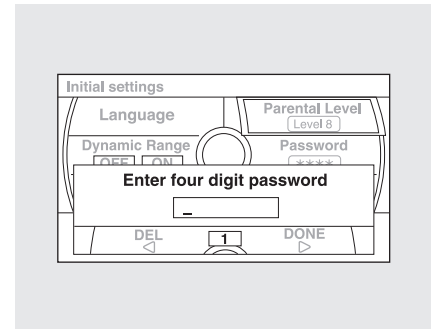 Initial settings
Language
Parental Level
Level 8
Dynamic Range
Password
OFF ON
****
Enter four digit password
_
DEL
1
DONE